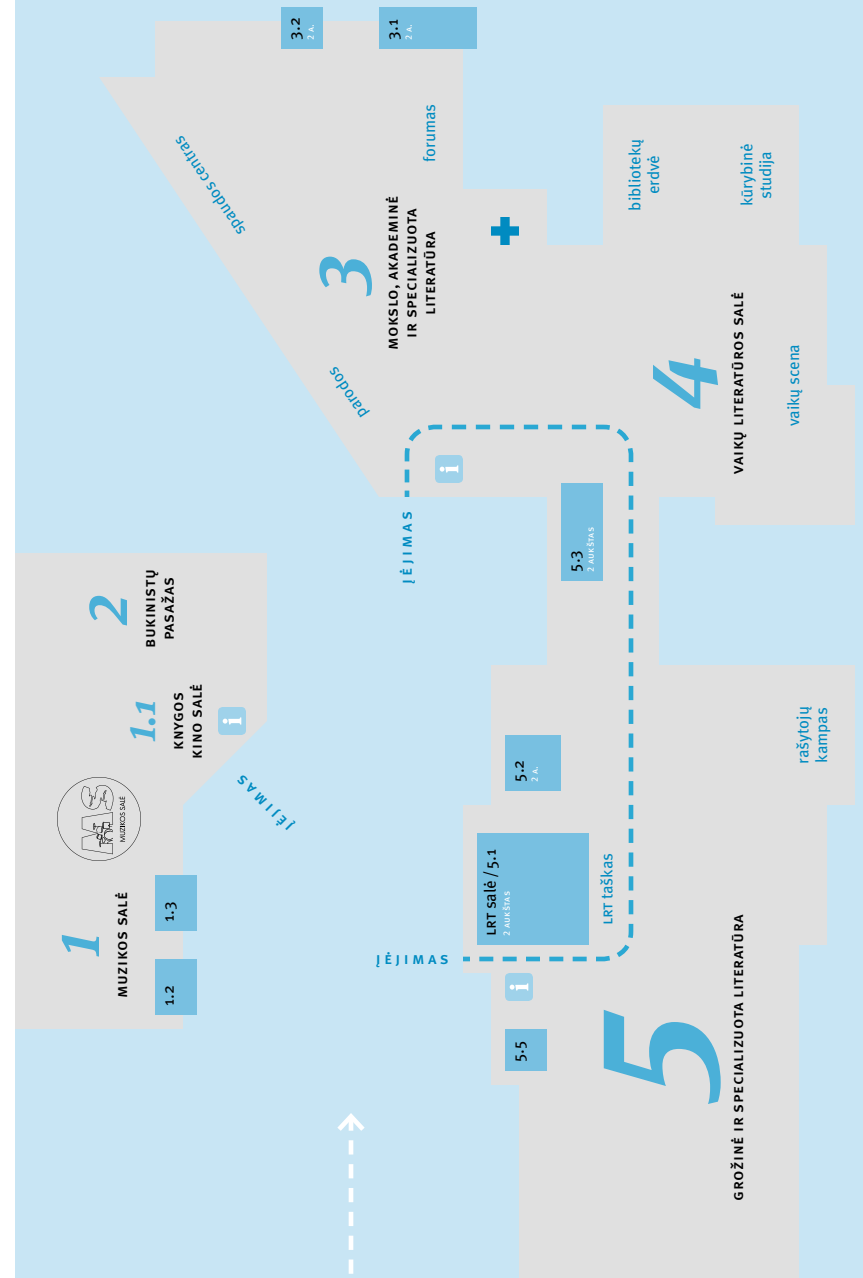 1
MUZIKOS SALĖ
1.2
1.3
MUZIKOS SALĖ
1.1
KNYGOS
KINO SALĖ
i
2
BUKINISTŲ
PASAŽAS
ĮĖJIMAS
3.2
2 A.
3.1
2 A.
spaudos centras
forumas
3
MOKSLO, AKADEMINĖ
IR SPECIALIZUOTA
LITERATŪRA
parodos
i
ĮĖJIMAS
bibliotekų
erdvė
kūrybinė
studija
4
VAIKŲ LITERATŪROS SALĖ
vaikų scena
5.3
2 AUKŠTAS
5.2
2 A.
LRT salė / 5.1
2 AUKŠTAS
LRT taškas
rašytojų
kampas
ĮĖJIMAS
i
5.5
5
GROŽINĖ IR SPECIALIZUOTA LITERATŪRA